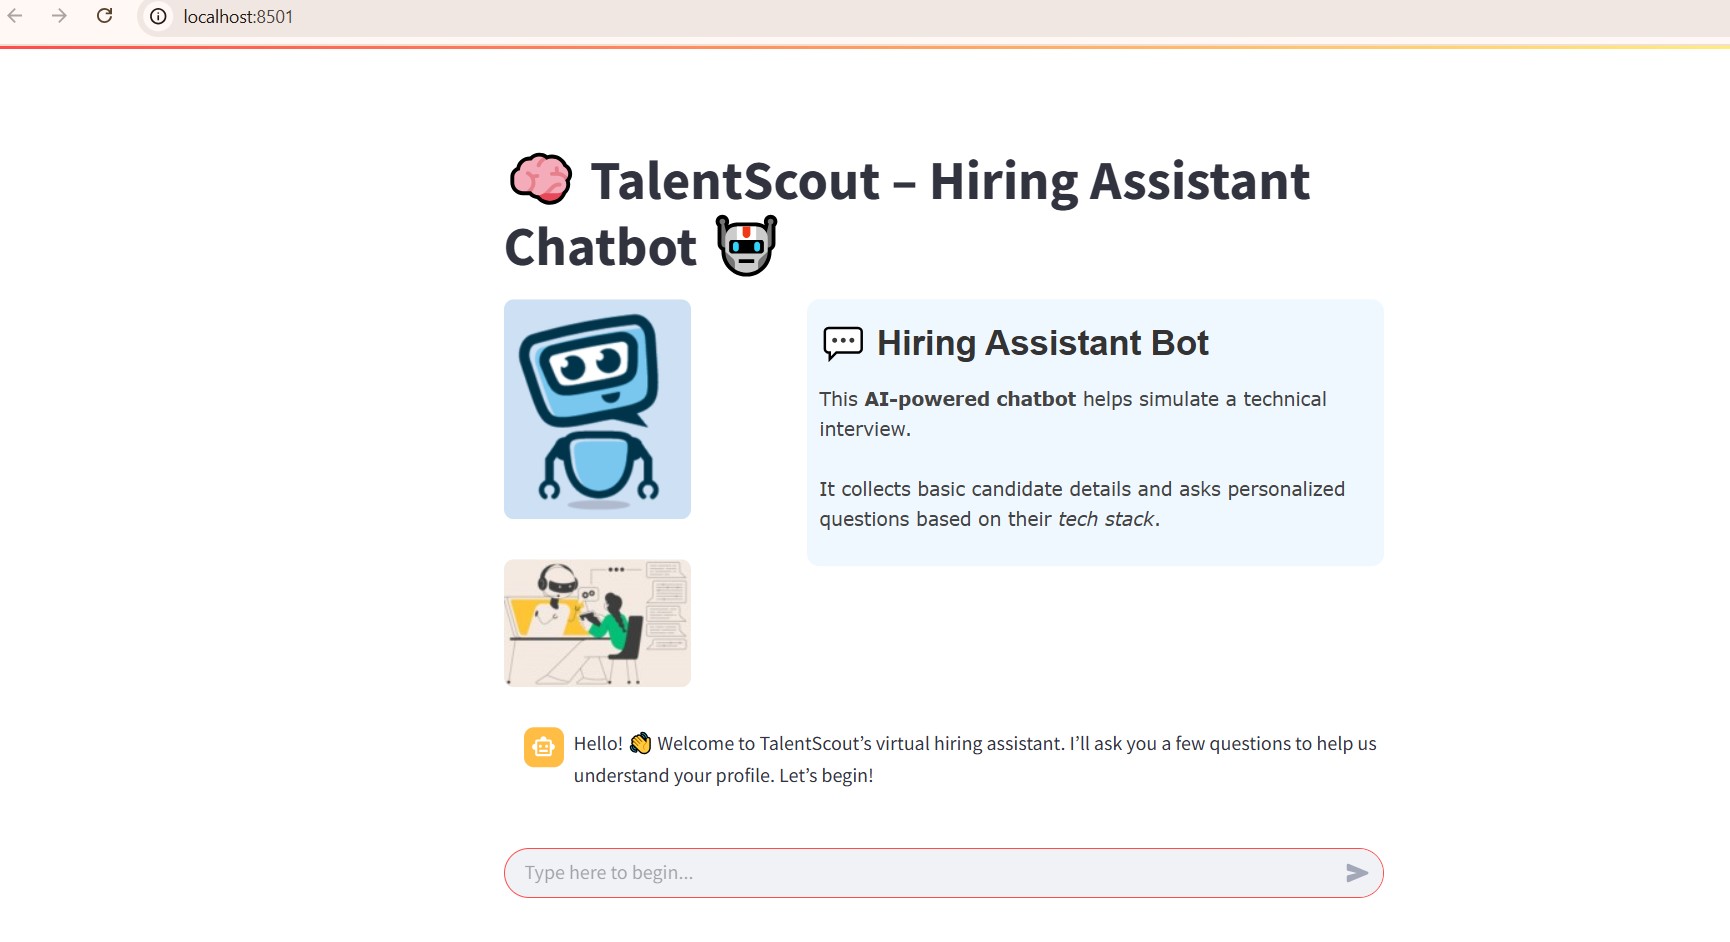 localhost:8501
🧠 TalentScout – Hiring Assistant
Chatbot 🤖
💬 Hiring Assistant Bot
This AI-powered chatbot helps simulate a technical
interview.
It collects basic candidate details and asks personalized
questions based on their tech stack.
Hello! 👋 Welcome to TalentScout’s virtual hiring assistant. I’ll ask you a few questions to help us
understand your profile. Let’s begin!
Type here to begin...